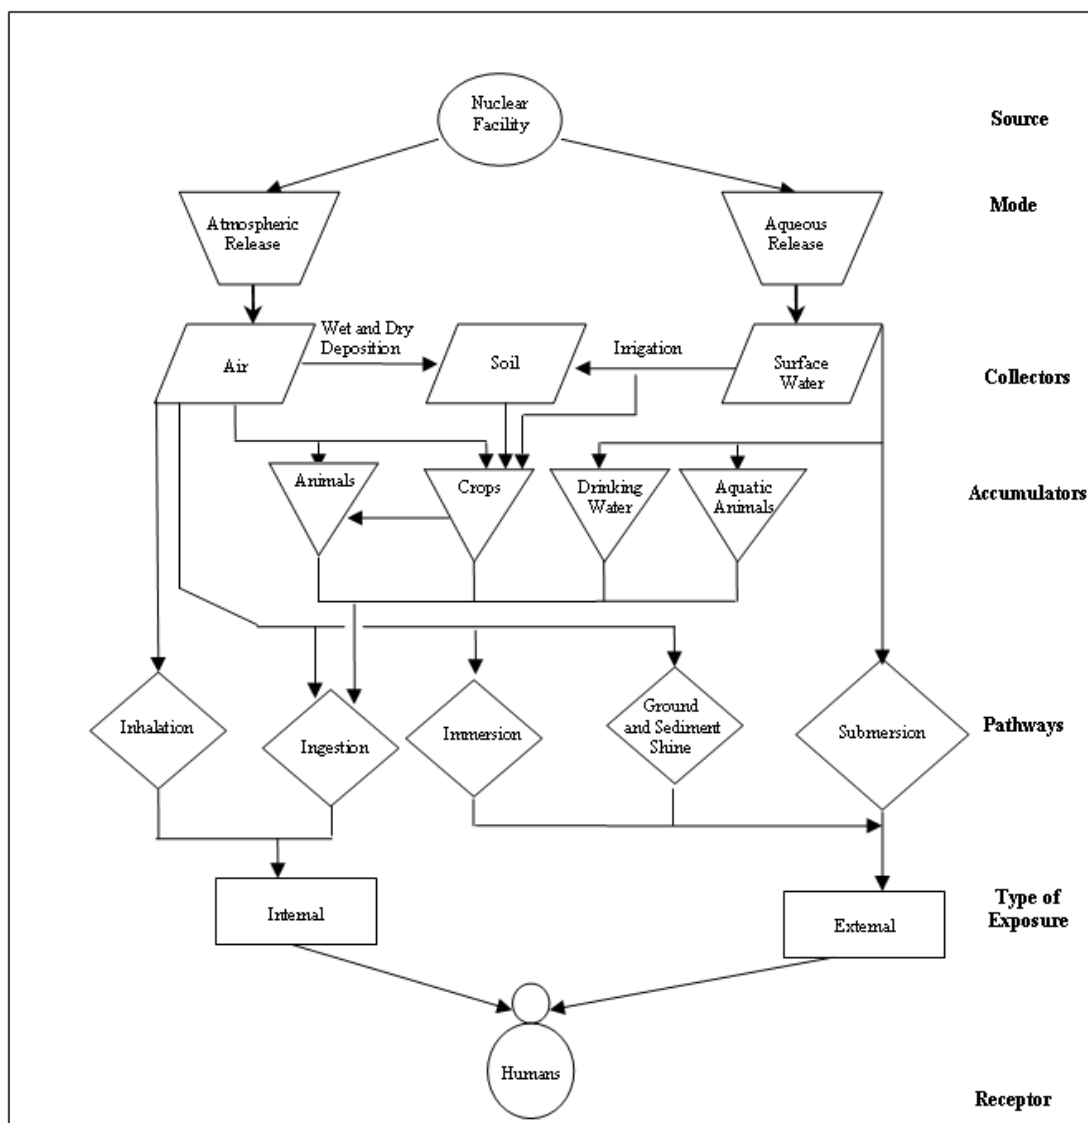 Nuclear
Facility
Source
Mode
Atmospheric
Release
Aqueous
Release
Wet and Dry
Deposition
Air
Soil
Irrigation
Surface
Water
Collectors
Animals
Crops
Drinking
Water
Aquatic
Animals
Accumulators
Inhalation
Ingestion
Immersion
Ground
and Sediment
Shine
Submersion
Pathways
Internal
External
Type of
Exposure
Humans
Receptor